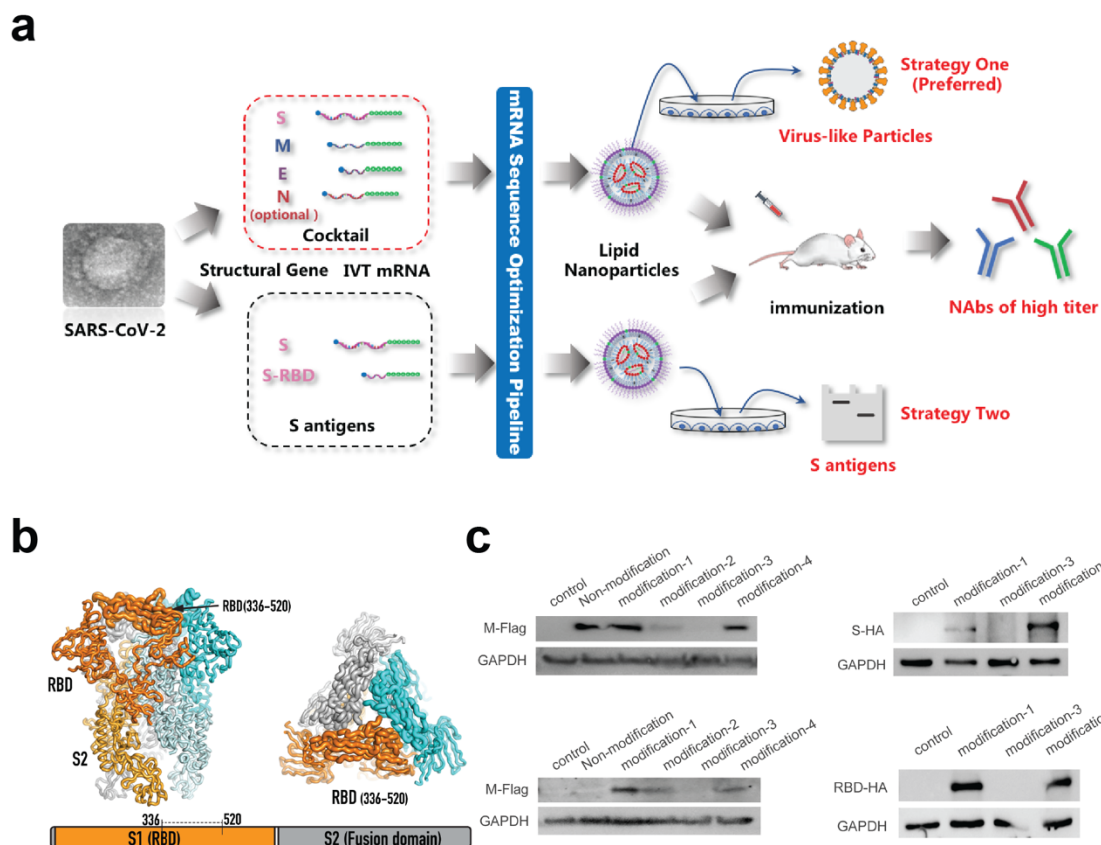 a
S
M
E
N
(optional )
Cocktail
Structural Gene IVT mRNA
SARS-CoV-2
S
S-RBD
S antigens
mRNA Sequence Optimization Pipeline
Lipid
Nanoparticles
Strategy One
(Preferred)
Virus-like Particles
immunization
NAbs of high titer
Strategy Two
S antigens
b
RBD(336-520)
RBD
S2
RBD (336-520)
336 520
S1 (RBD) S2 (Fusion domain)
c
control Non-modification modification-1 modification-2 modification-3 modification-4
M-Flag
GAPDH
control modification-1 modification-3 modification
S-HA
GAPDH
control Non-modification modification-1 modification-2 modification-3 modification-4
M-Flag
GAPDH
control modification-1 modification-3 modification
RBD-HA
GAPDH